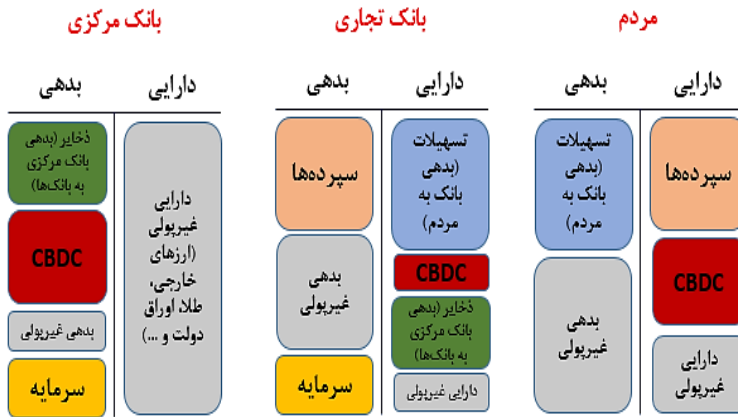 مردم
دارایی
بدهی
سپرده‌ها
CBDC
دارایی
غیرپولی
تسهیلات
(بدهی
بانک به
مردم)
بدهی
غیرپولی
بانک تجاری
دارایی
بدهی
تسهیلات
(بدهی
بانک به
مردم)
CBDC
ذخایر (بدهی
بانک مرکزی
به بانک‌ها)
دارایی غیرپولی
سپرده‌ها
بدهی
غیرپولی
سرمایه
بانک مرکزی
دارایی
بدهی
دارایی
غیرپولی
(ارزهای
خارجی،
طلا، اوراق
دولت و ...)
ذخایر (بدهی
بانک مرکزی
به بانک‌ها)
CBDC
بدهی غیرپولی
سرمایه